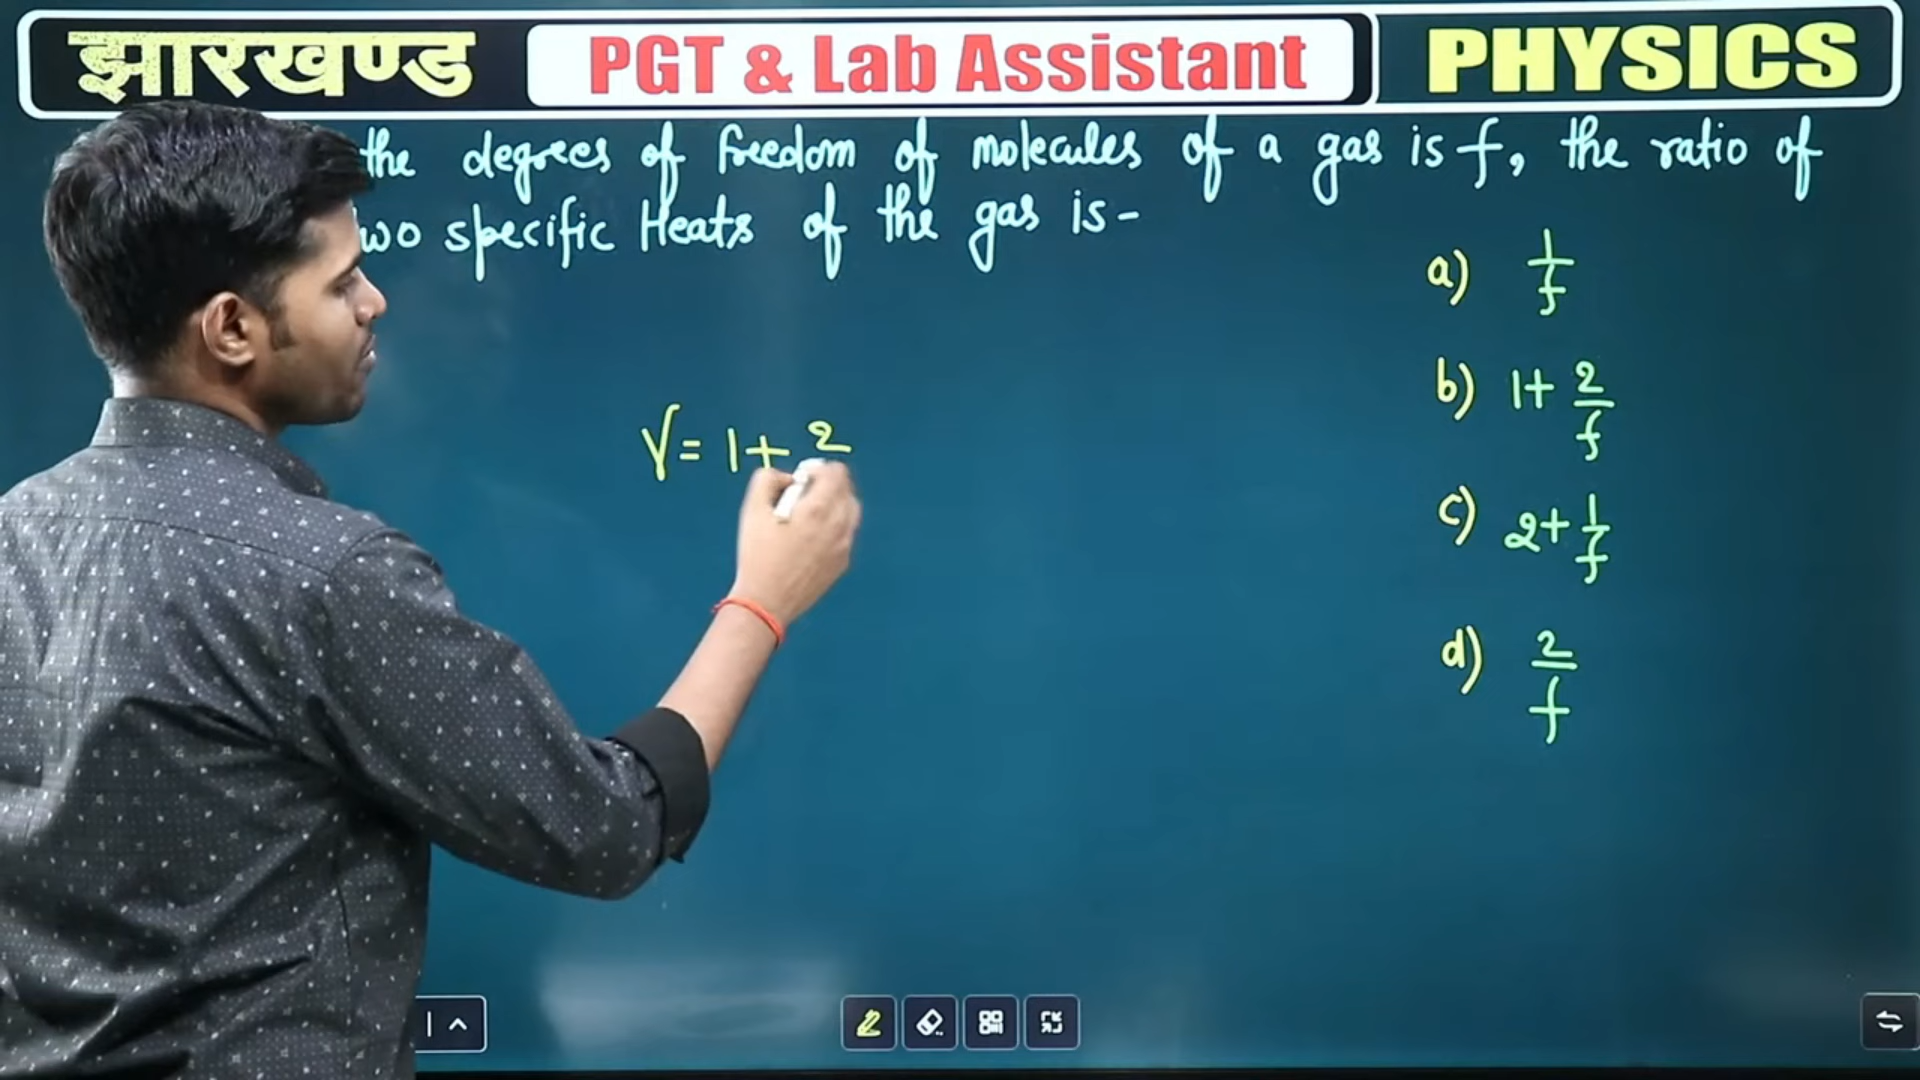 झारखण्ड PGT & Lab Assistant PHYSICS
the degrees of freedom of molecules of a gas is f, the ratio of
wo specific Heats of the gas is-
a) 1/f
b) 1+ 2/f
γ= 1+ 2
c) 2+ 1/f
d) 2/f